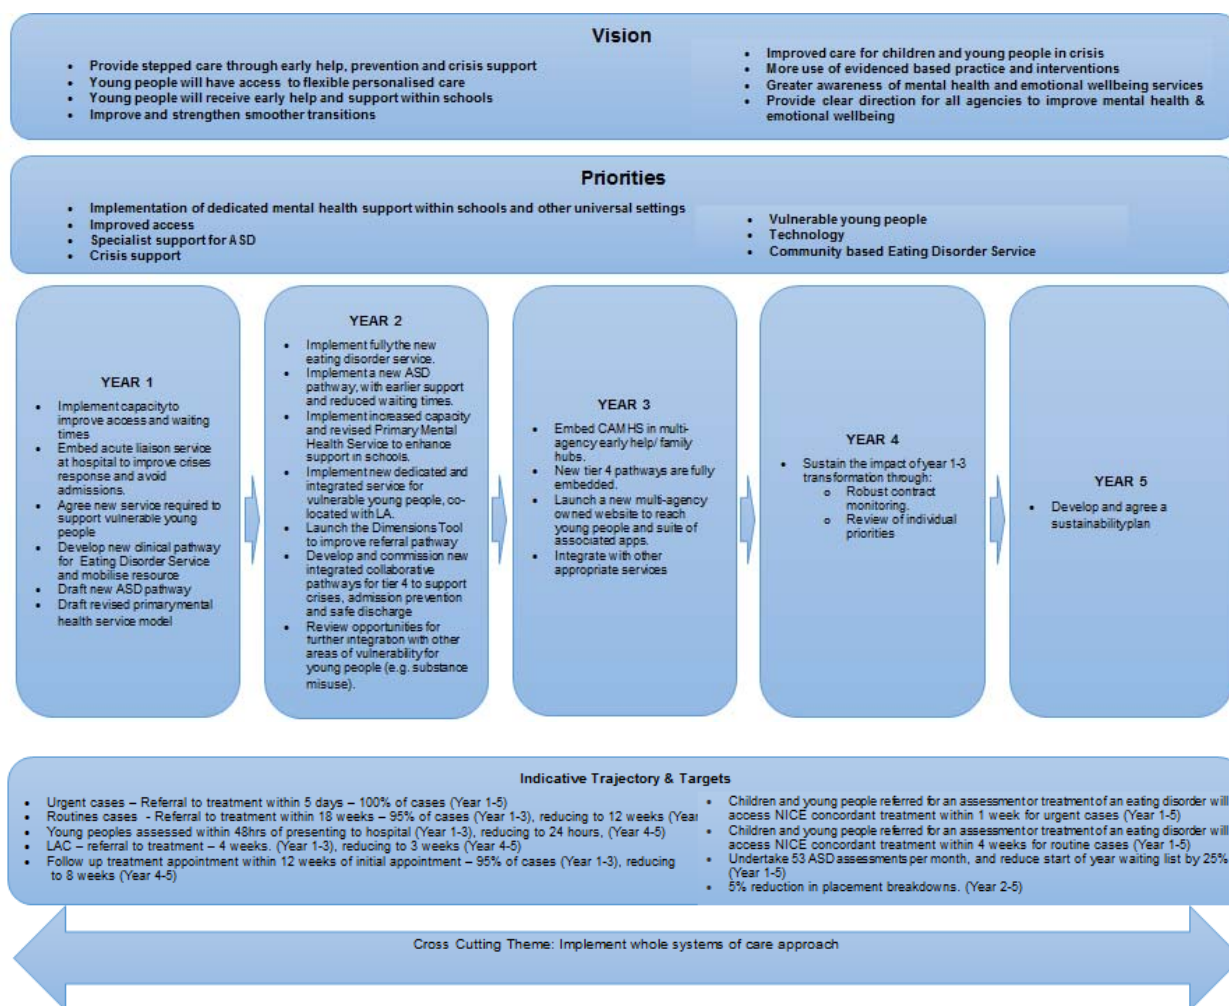 Vision
Provide stepped care through early help, prevention and crisis support
Young people will have access to flexible personalised care
Young people will receive early help and support within schools
Improve and strengthen smoother transitions
Improved care for children and young people in crisis
More use of evidenced based practice and interventions
Greater awareness of mental health and emotional wellbeing services
Provide clear direction for all agencies to improve mental health &
emotional wellbeing
Priorities
Implementation of dedicated mental health support within schools and other universal settings
Improved access
Specialist support for ASD
Crisis support
Vulnerable young people
Technology
Community based Eating Disorder Service
YEAR 1
Implement capacity to
improve access and waiting
times
Embed acute liaison service
at hospital to improve crises
response and avoid
admissions.
Agree new service required to
support vulnerable young
people
Develop new clinical pathway
for Eating Disorder Service
and mobilise resource
Draft new ASD pathway
Draft revised primary mental
health service model
YEAR 2
Implement fully the new
eating disorder service.
Implement a new ASD
pathway, with earlier support
and reduced waiting times.
Implement increased capacity
and revised Primary Mental
Health Service to enhance
support in schools.
Implement new dedicated and
integrated service for
vulnerable young people, co-
located with LA.
Launch the Dimensions Tool
to improve referral pathway
Develop and commission new
integrated collaborative
pathways for tier 4 to support
crises, admission prevention
and safe discharge
Review opportunities for
further integration with other
areas of vulnerability for
young people (e.g. substance
misuse).
YEAR 3
Embed CAMHS in multi-
agency early help/ family
hubs.
New tier 4 pathways are fully
embedded.
Launch a new multi-agency
owned website to reach
young people and suite of
associated apps.
Integrate with other
appropriate services
YEAR 4
Sustain the impact of year 1-3
transformation through:
Robust contract
monitoring.
Review of individual
priorities
YEAR 5
Develop and agree a
sustainability plan
Indicative Trajectory & Targets
Urgent cases – Referral to treatment within 5 days – 100% of cases (Year 1-5)
Routines cases - Referral to treatment within 18 weeks – 95% of cases (Year 1-3), reducing to 12 weeks (Year
Young peoples assessed within 48hrs of presenting to hospital (Year 1-3), reducing to 24 hours, (Year 4-5)
LAC – referral to treatment – 4 weeks. (Year 1-3), reducing to 3 weeks (Year 4-5)
Follow up treatment appointment within 12 weeks of initial appointment – 95% of cases (Year 1-3), reducing
to 8 weeks (Year 4-5)
Children and young people referred for an assessment or treatment of an eating disorder will
access NICE concordant treatment within 1 week for urgent cases (Year 1-5)
Children and young people referred for an assessment or treatment of an eating disorder will
access NICE concordant treatment within 4 weeks for routine cases (Year 1-5)
Undertake 53 ASD assessments per month, and reduce start of year waiting list by 25%
(Year 1-5)
5% reduction in placement breakdowns. (Year 2-5)
Cross Cutting Theme: Implement whole systems of care approach